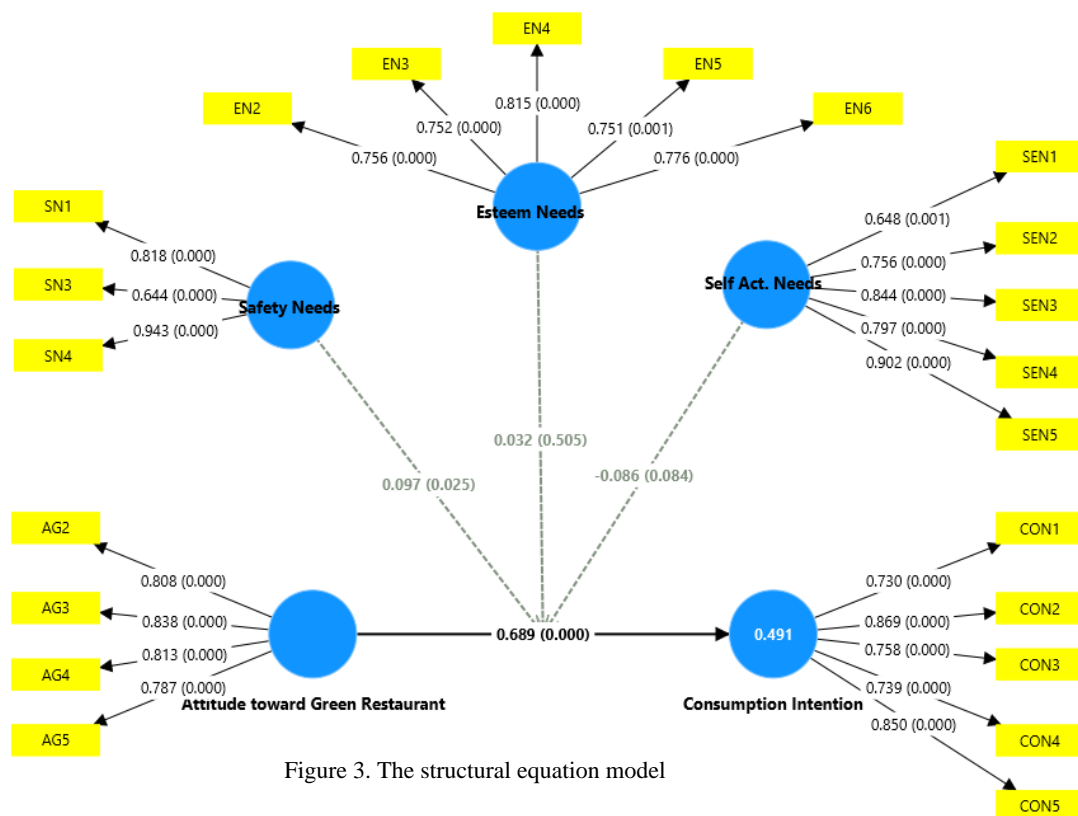 EN4
EN3
EN5
EN2
EN6
0.815 (0.000)
0.752 (0.000)
0.751 (0.001)
0.756 (0.000)
0.776 (0.000)
Esteem Needs
SN1
SN3
SN4
0.818 (0.000)
0.644 (0.000)
0.943 (0.000)
Safety Needs
SEN1
SEN2
SEN3
SEN4
SEN5
0.648 (0.001)
0.756 (0.000)
0.844 (0.000)
0.797 (0.000)
0.902 (0.000)
Self Act. Needs
0.097 (0.025)
0.032 (0.505)
-0.086 (0.084)
AG2
AG3
AG4
AG5
0.808 (0.000)
0.838 (0.000)
0.813 (0.000)
0.787 (0.000)
Attitude toward Green Restaurant
0.689 (0.000)
0.491
Consumption Intention
0.730 (0.000)
0.869 (0.000)
0.758 (0.000)
0.739 (0.000)
0.850 (0.000)
CON1
CON2
CON3
CON4
CON5
Figure 3. The structural equation model